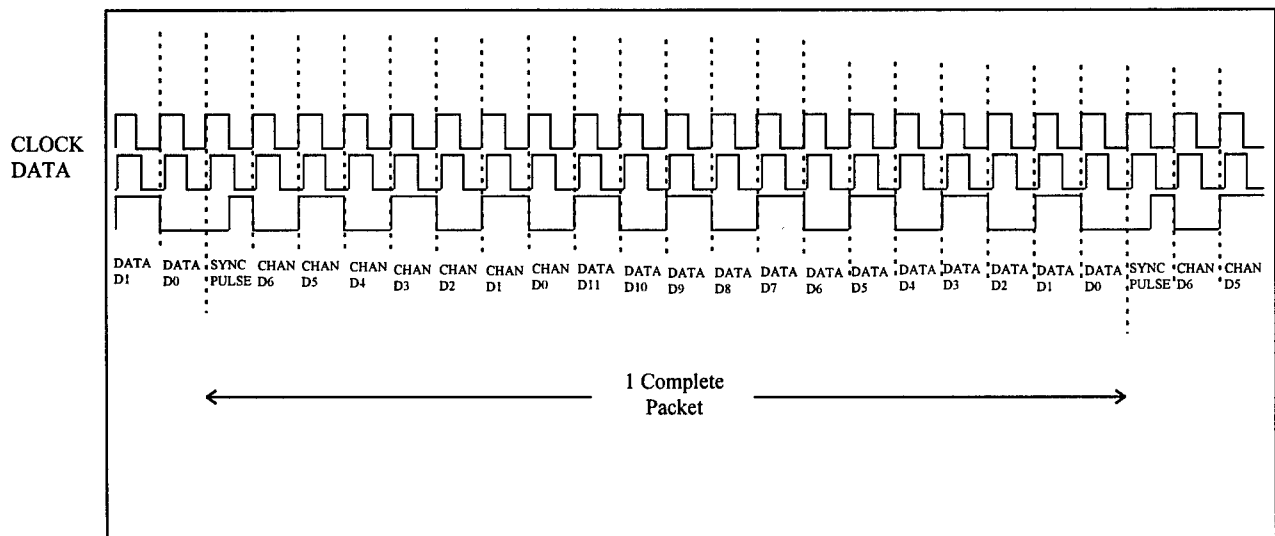 CLOCK
DATA
DATA D1
DATA D0
SYNC PULSE
CHAN D6
CHAN D5
CHAN D4
CHAN D3
CHAN D2
CHAN D1
CHAN D0
DATA D11
DATA D10
DATA D9
DATA D8
DATA D7
DATA D6
DATA D5
DATA D4
DATA D3
DATA D2
DATA D1
DATA D0
SYNC PULSE
CHAN D6
CHAN D5
1 Complete
Packet